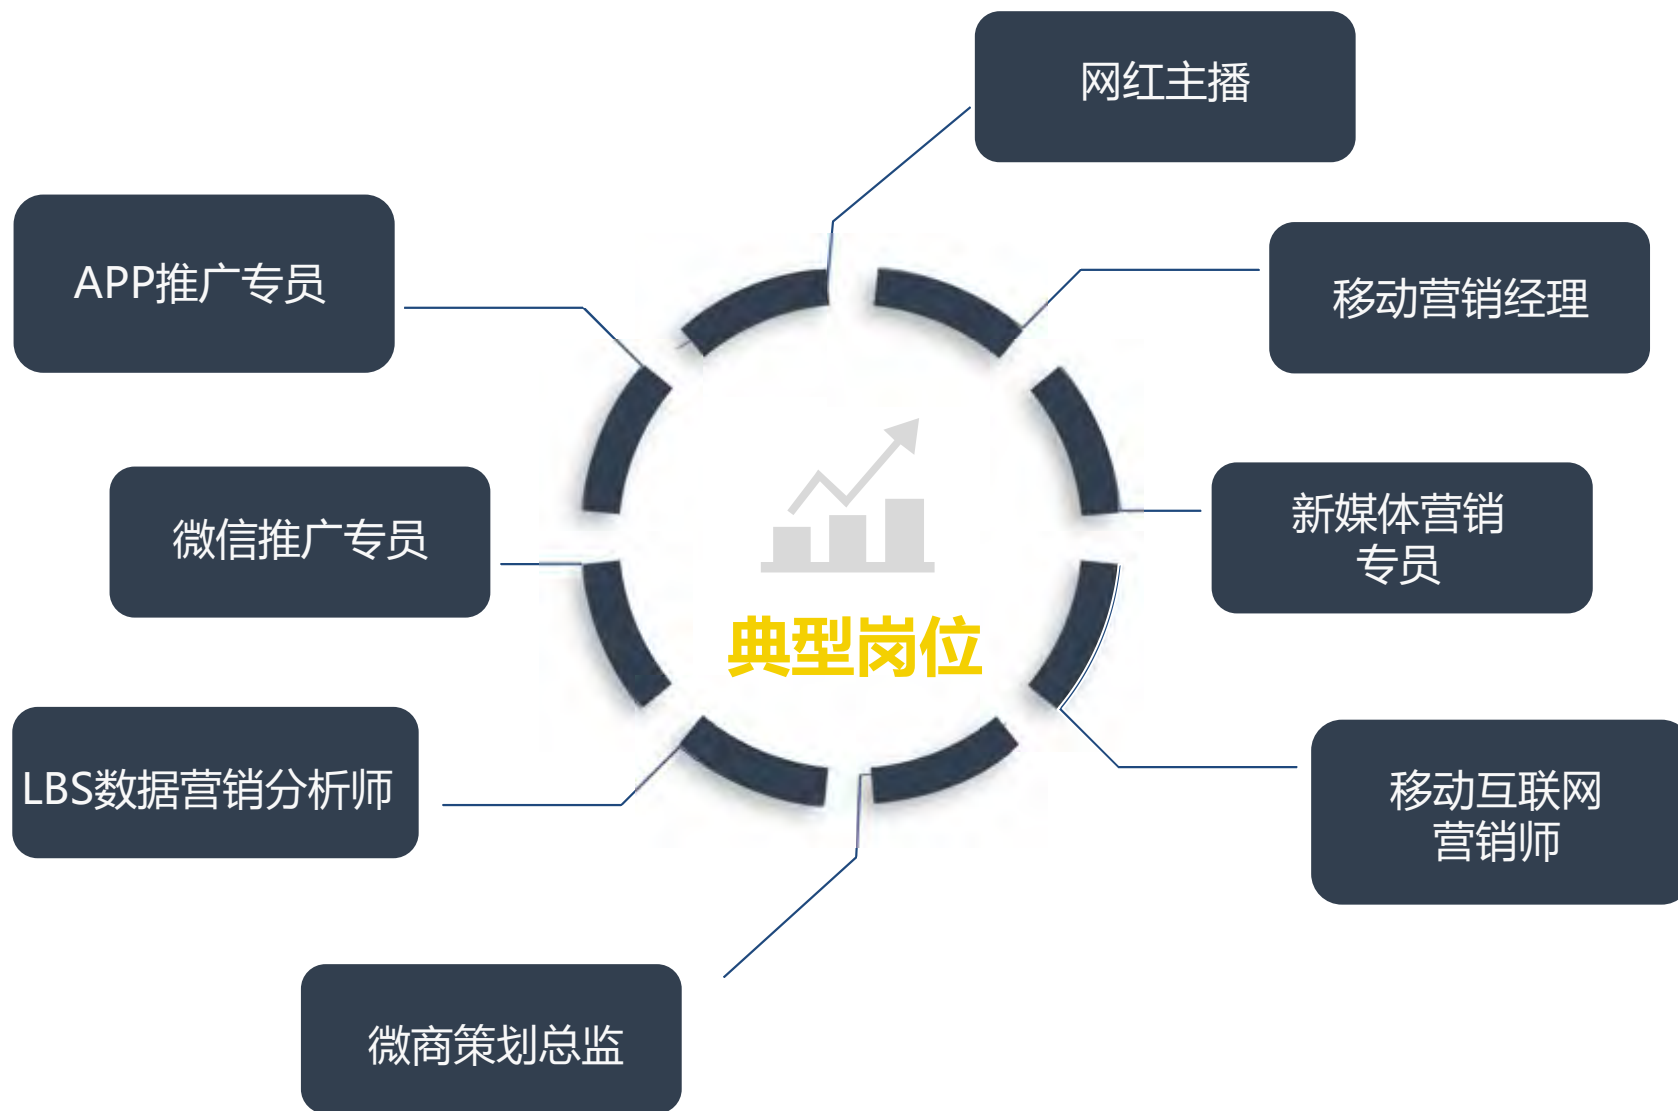 网红主播
APP推广专员
移动营销经理
微信推广专员
新媒体营销
专员
典型岗位
LBS数据营销分析师
移动互联网
营销师
微商策划总监